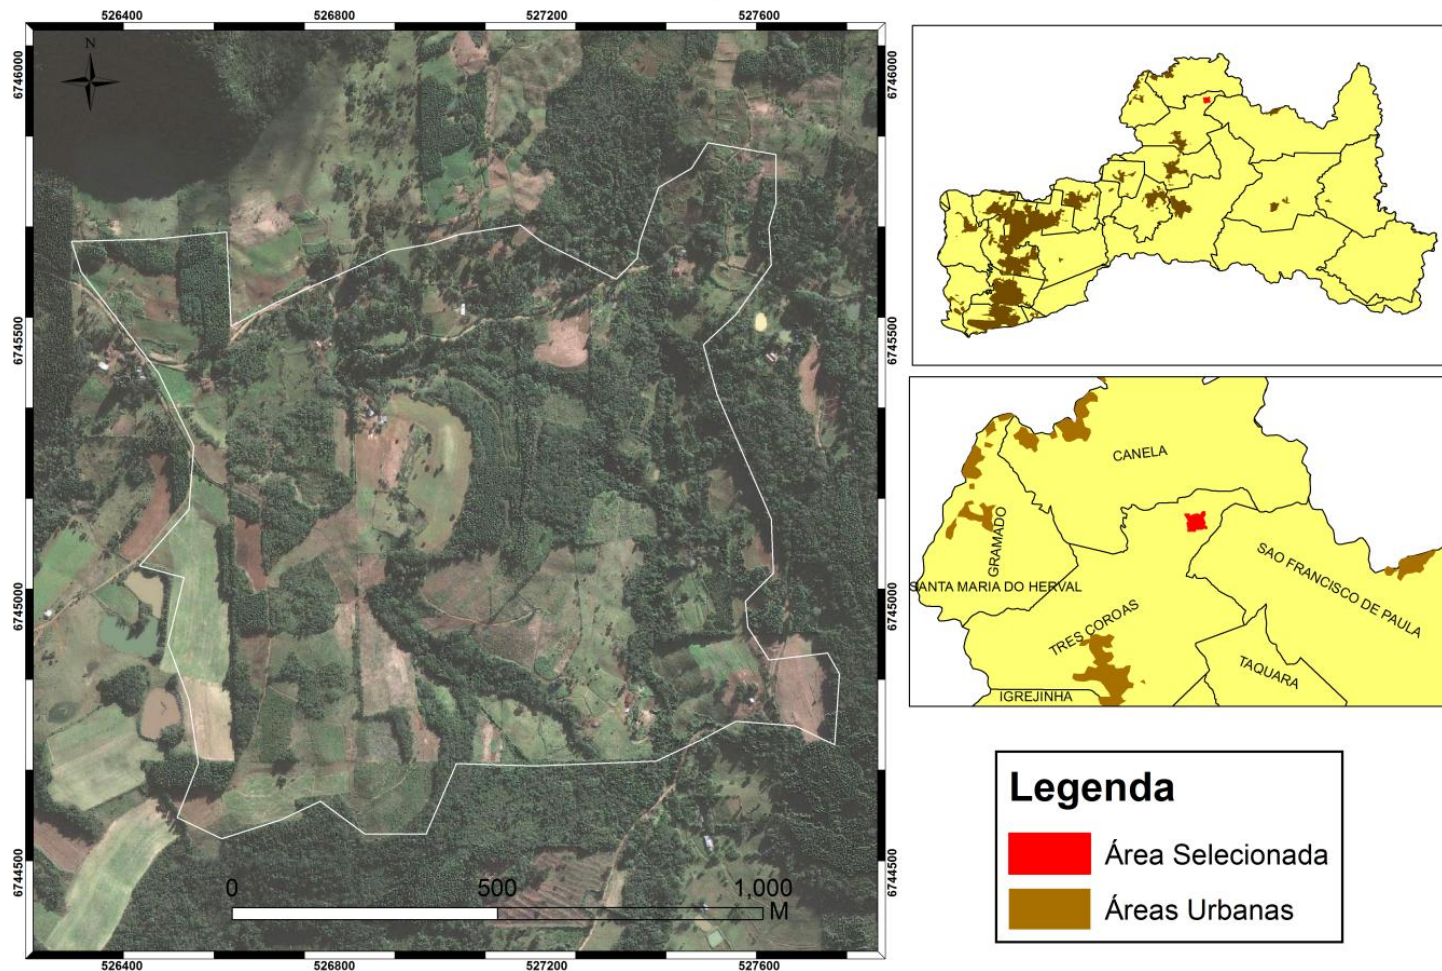 526400
526800
527200
527600
N
6746000
6746000
6745500
6745500
6745000
6745000
6744500
6744500
0
500
1,000
M
526400
526800
527200
527600
CANELA
GRAMADO
SANTA MARIA DO HERVAL
SAO FRANCISCO DE PAULA
TRES COROAS
TAQUARA
IGREJINHA
Legenda
Área Selecionada
Áreas Urbanas